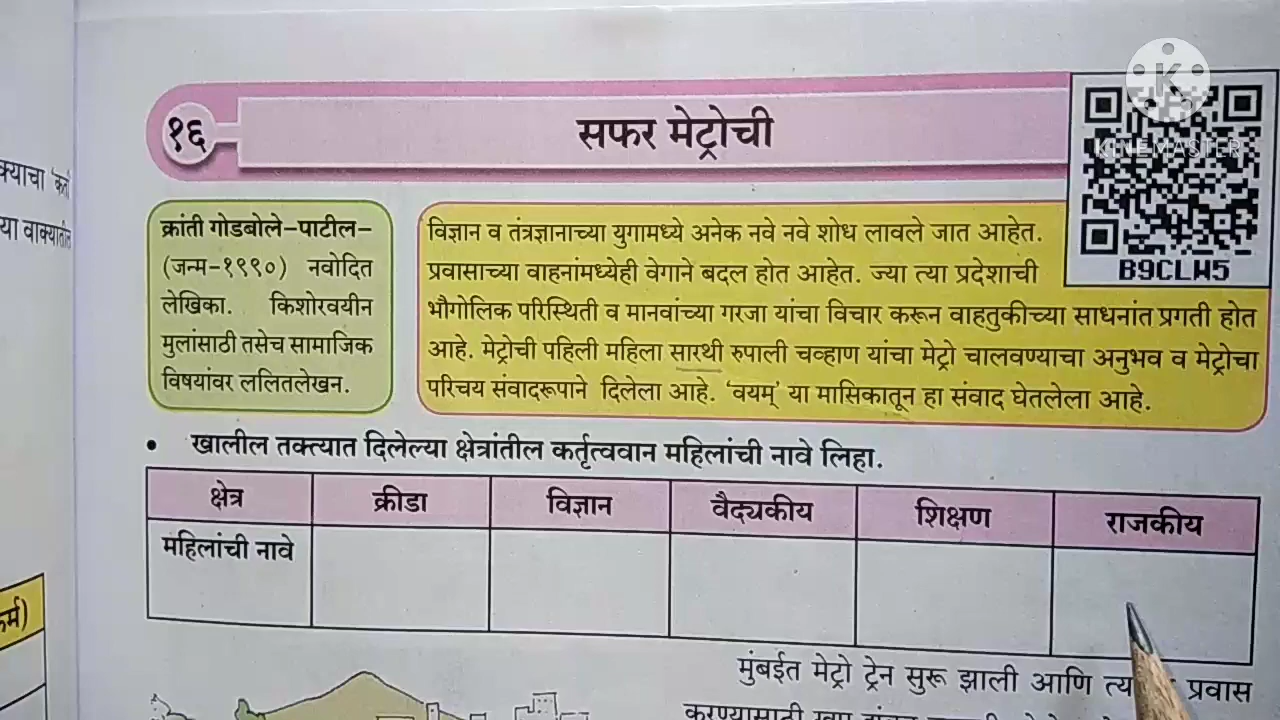 क्याचा 'कर्ता
या वाक्यातील
१६
सफर मेट्रोची
K
KINEMASTER
B9CLW5
क्रांती गोडबोले-पाटील-
(जन्म-१९९०) नवोदित
लेखिका. किशोरवयीन
मुलांसाठी तसेच सामाजिक
विषयांवर ललितलेखन.
विज्ञान व तंत्रज्ञानाच्या युगामध्ये अनेक नवे नवे शोध लावले जात आहेत.
प्रवासाच्या वाहनांमध्येही वेगाने बदल होत आहेत. ज्या त्या प्रदेशाची
भौगोलिक परिस्थिती व मानवांच्या गरजा यांचा विचार करून वाहतुकीच्या साधनांत प्रगती होत
आहे. मेट्रोची पहिली महिला सारथी रुपाली चव्हाण यांचा मेट्रो चालवण्याचा अनुभव व मेट्रोचा
परिचय संवादरूपाने दिलेला आहे. 'वयम्' या मासिकातून हा संवाद घेतलेला आहे.
• खालील तक्त्यात दिलेल्या क्षेत्रांतील कर्तृत्ववान महिलांची नावे लिहा.
क्षेत्र क्रीडा विज्ञान वैद्यकीय शिक्षण राजकीय
महिलांची नावे
कर्म)
मुंबईत मेट्रो ट्रेन सुरू झाली आणि प्रवास